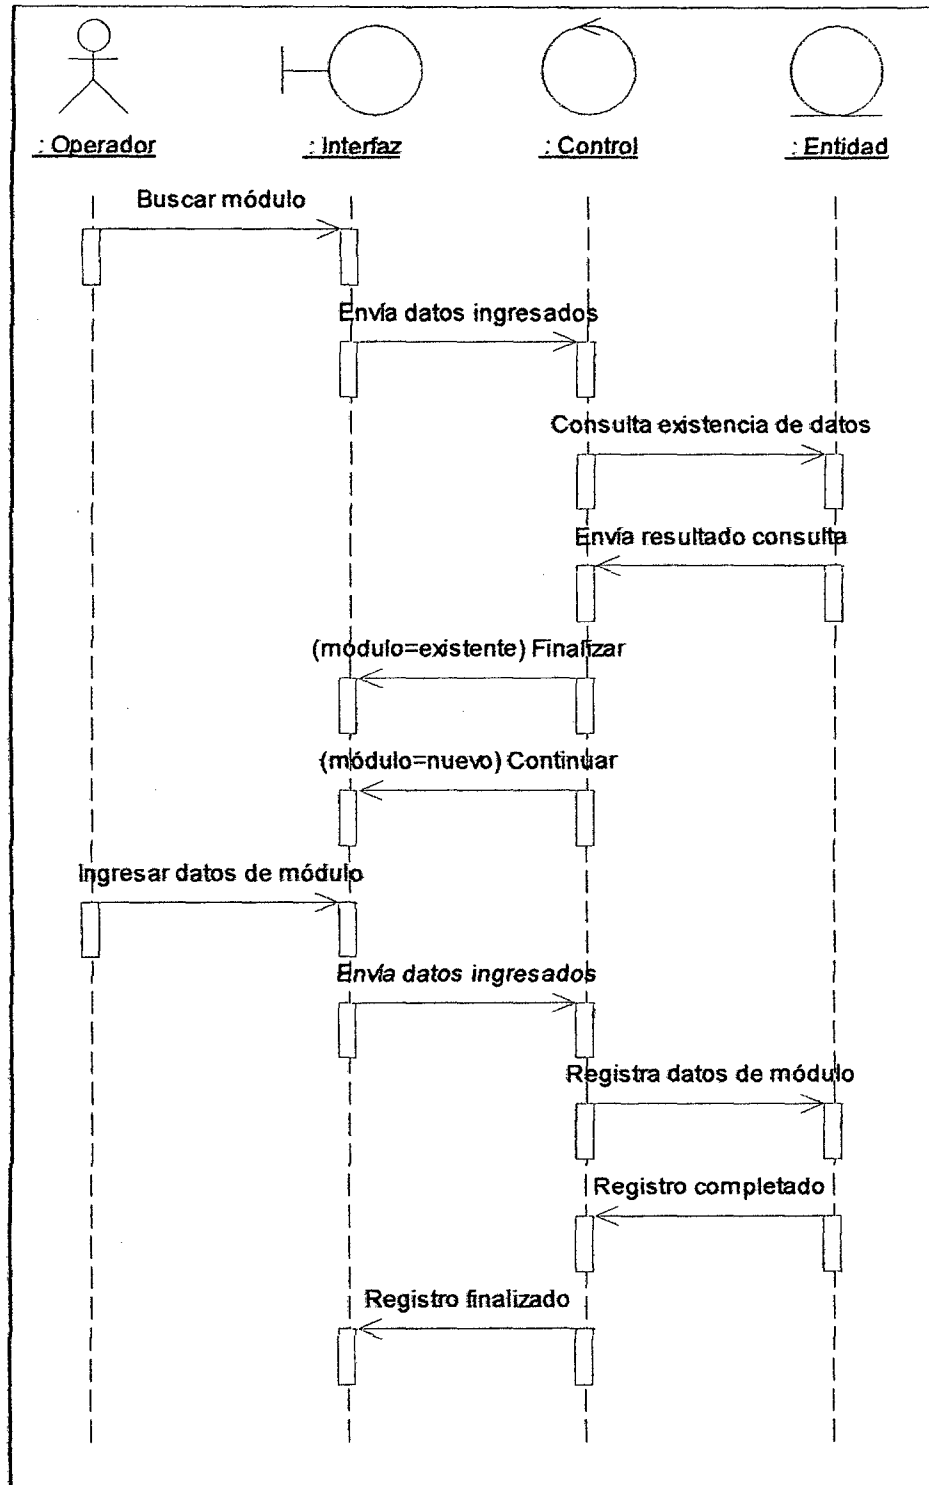 : Operador
: Interfaz
: Control
: Entidad
Buscar módulo
Envía datos ingresados
Consulta existencia de datos
Envía resultado consulta
(módulo=existente) Finalizar
(módulo=nuevo) Continuar
Ingresar datos de módulo
Envía datos ingresados
Registra datos de módulo
Registro completado
Registro finalizado